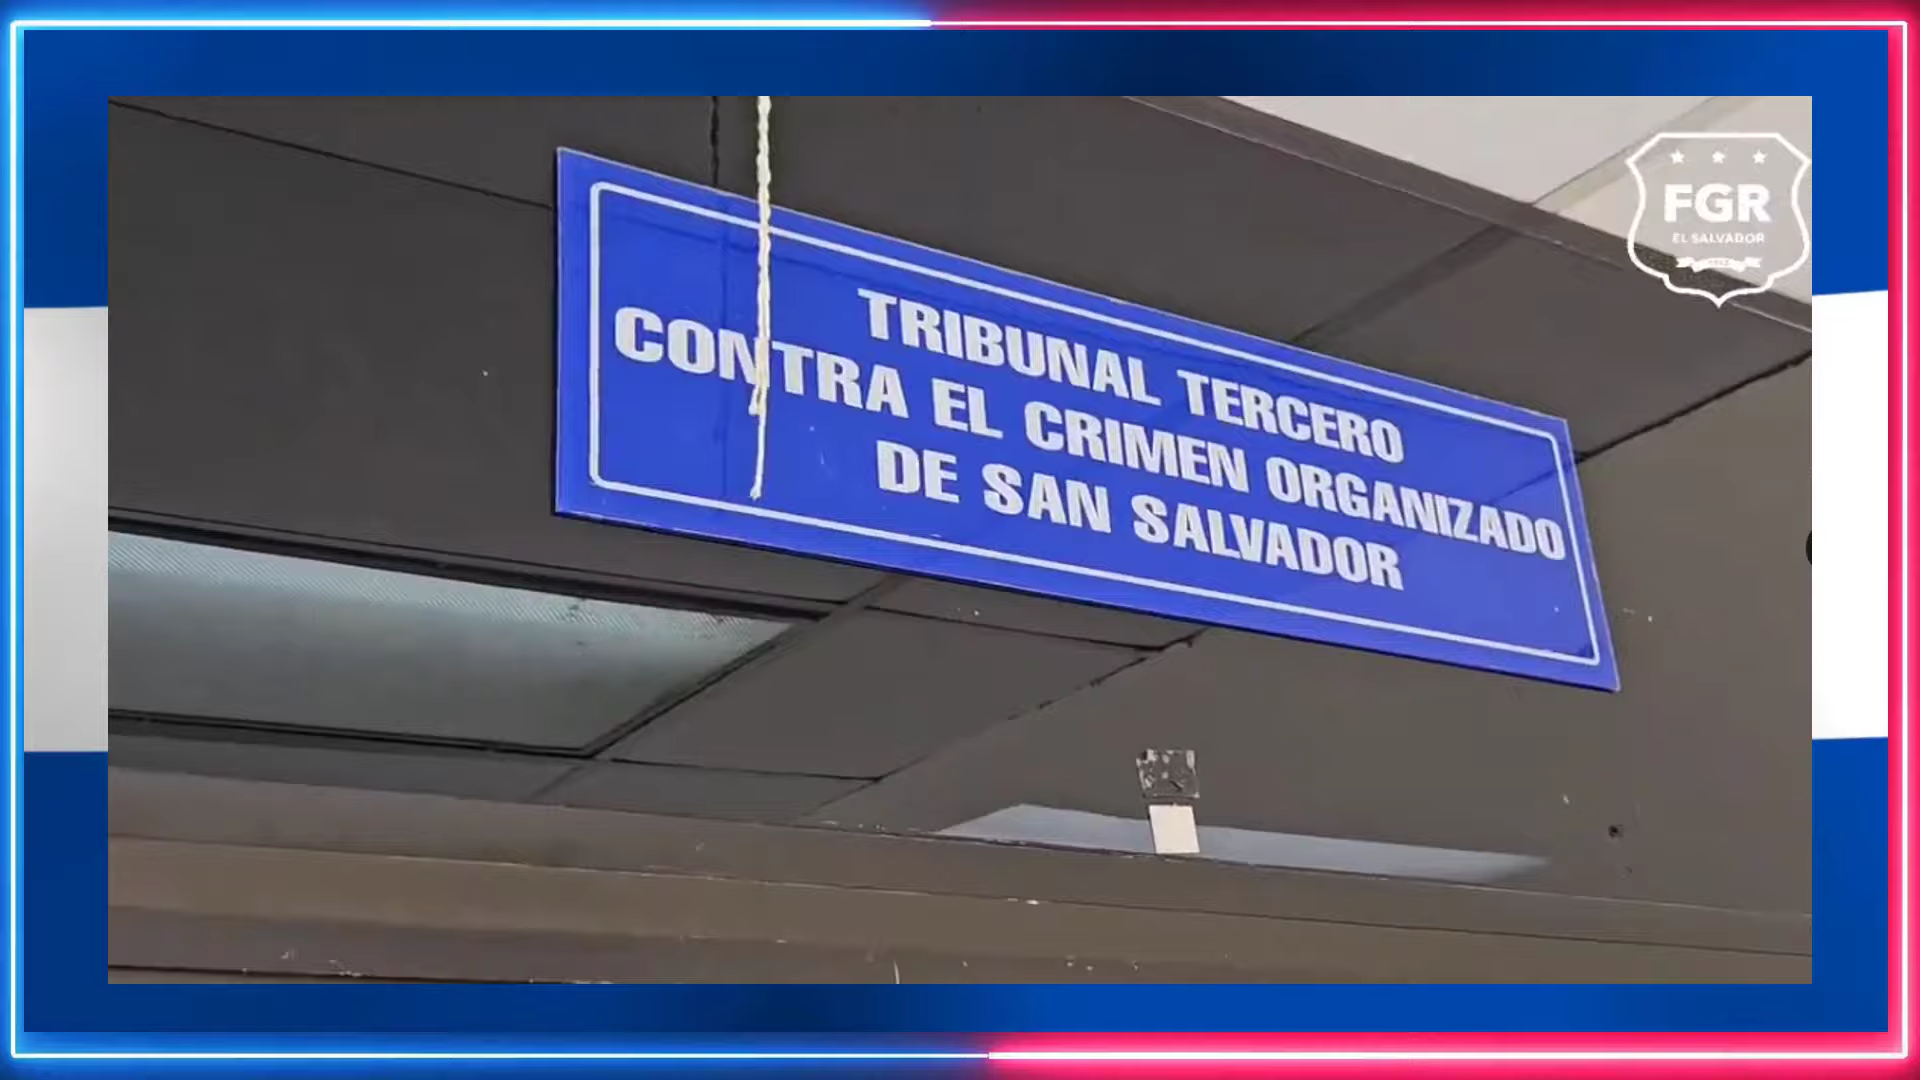 TRIBUNAL TERCERO
CONTRA EL CRIMEN ORGANIZADO
DE SAN SALVADOR
FGR
EL SALVADOR